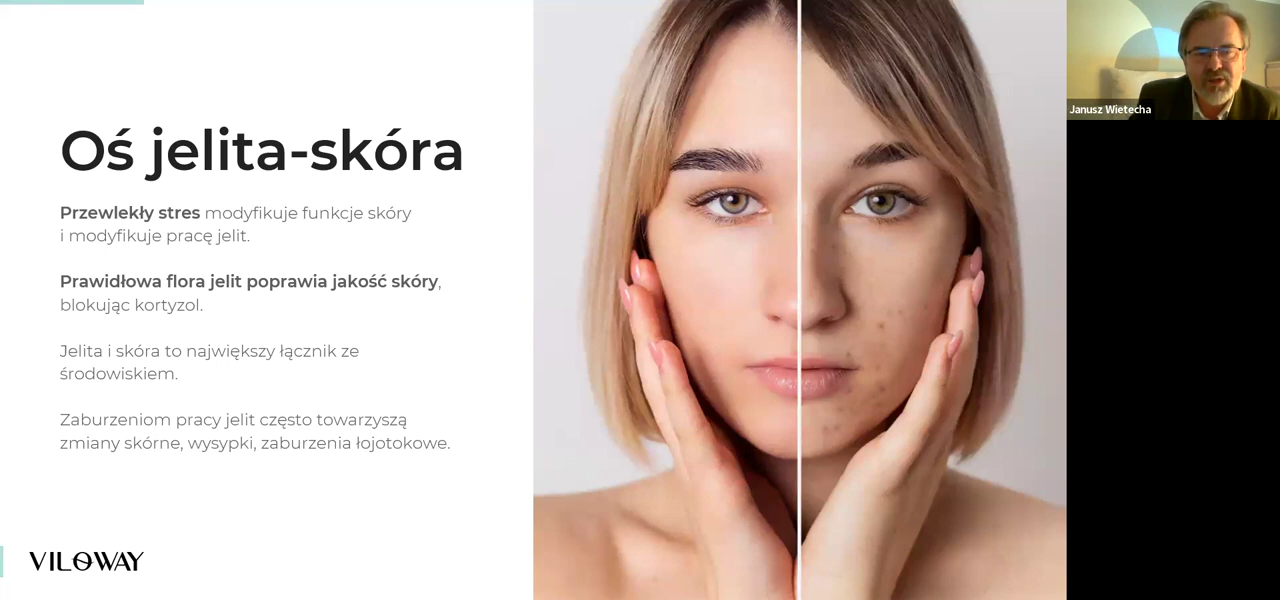 Oś jelita-skóra
Przewlekły stres modyfikuje funkcje skóry
i modyfikuje pracę jelit.
Prawidłowa flora jelit poprawia jakość skóry,
blokując kortyzol.
Jelita i skóra to największy łącznik ze
środowiskiem.
Zaburzeniom pracy jelit często towarzyszą
zmiany skórne, wysypki, zaburzenia łojotokowe.
VILOWAY
Janusz Wietecha